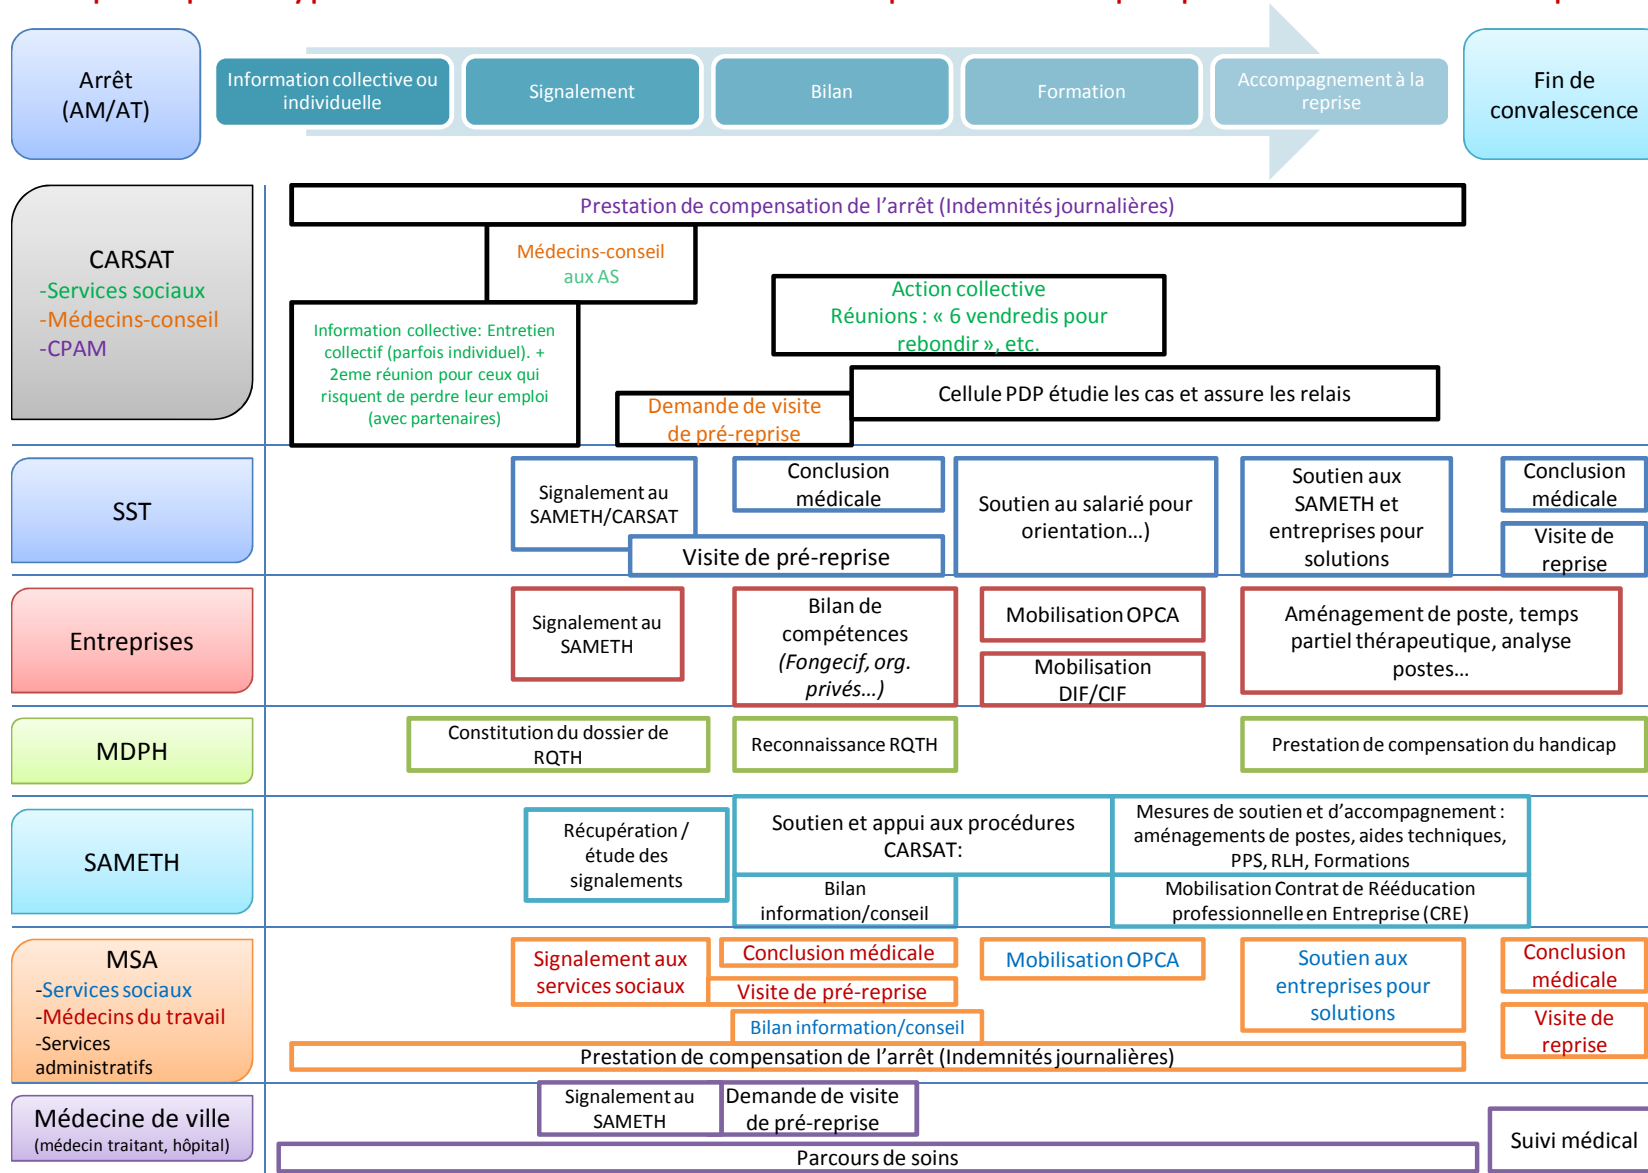 Arrêt
(AM/AT)
Information collective ou
individuelle
Signalement
Bilan
Formation
Accompagnement à la
reprise
Fin de
convalescence
CARSAT
-Services sociaux
-Médecins-conseil
-CPAM
Prestation de compensation de l'arrêt (Indemnités journalières)
Médecins-conseil
aux AS
Information collective: Entretien
collectif (parfois individuel). +
2eme réunion pour ceux qui
risquent de perdre leur emploi
(avec partenaires)
Action collective
Réunions : « 6 vendredis pour
rebondir », etc.
Demande de visite
de pré-reprise
Cellule PDP étudie les cas et assure les relais
SST
Signalement au
SAMETH/CARSAT
Conclusion
médicale
Visite de pré-reprise
Soutien au salarié pour
orientation...)
Soutien aux
SAMETH et
entreprises pour
solutions
Conclusion
médicale
Visite de
reprise
Entreprises
Signalement au
SAMETH
Bilan de
compétences
(Fongecif, org.
privés...)
Mobilisation OPCA
Mobilisation
DIF/CIF
Aménagement de poste, temps
partiel thérapeutique, analyse
postes...
MDPH
Constitution du dossier de
RQTH
Reconnaissance RQTH
Prestation de compensation du handicap
SAMETH
Récupération /
étude des
signalements
Soutien et appui aux procédures
CARSAT:
Bilan
information/conseil
Mesures de soutien et d'accompagnement :
aménagements de postes, aides techniques,
PPS, RLH, Formations
Mobilisation Contrat de Rééducation
professionnelle en Entreprise (CRE)
MSA
-Services sociaux
-Médecins du travail
-Services
administratifs
Signalement aux
services sociaux
Conclusion médicale
Visite de pré-reprise
Bilan information/conseil
Mobilisation OPCA
Soutien aux
entreprises pour
solutions
Conclusion
médicale
Visite de
reprise
Prestation de compensation de l'arrêt (Indemnités journalières)
Médecine de ville
(médecin traitant, hôpital)
Signalement au
SAMETH
Demande de visite
de pré-reprise
Parcours de soins
Suivi médical